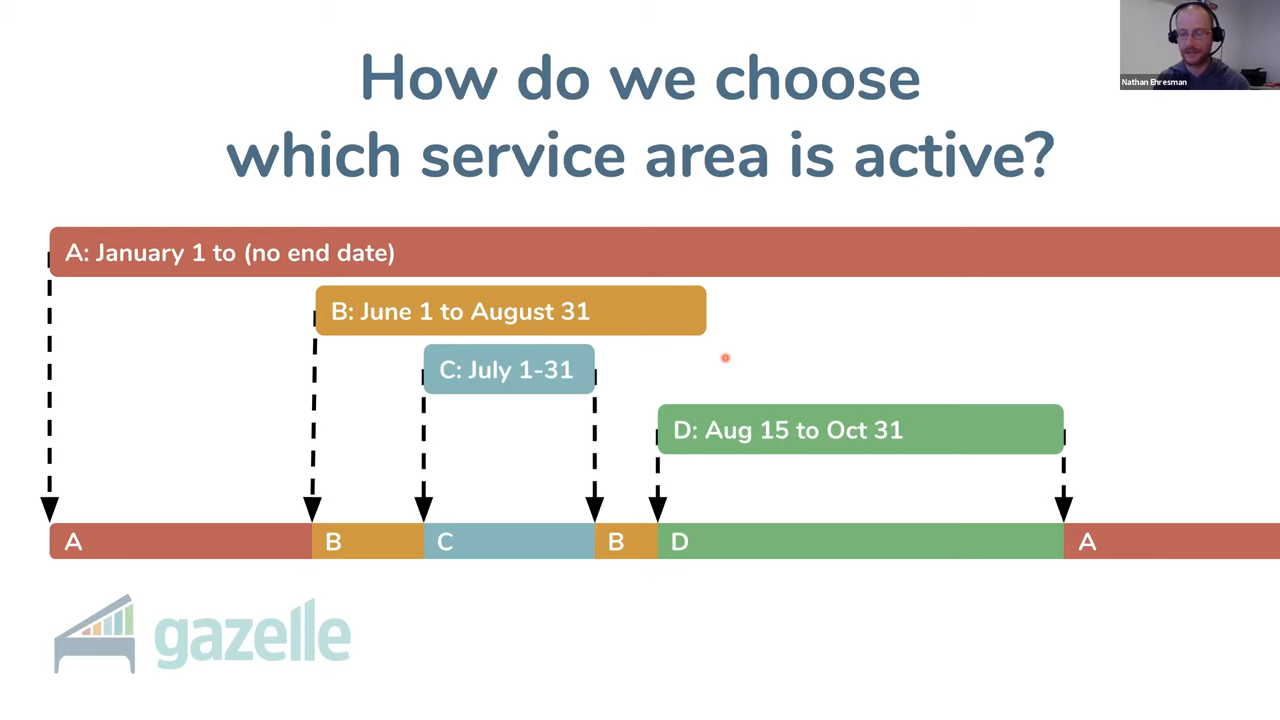 How do we choose
which service area is active?
Nathan Ehresman
A: January 1 to (no end date)
B: June 1 to August 31
C: July 1-31
D: Aug 15 to Oct 31
A B C B D A
gazelle